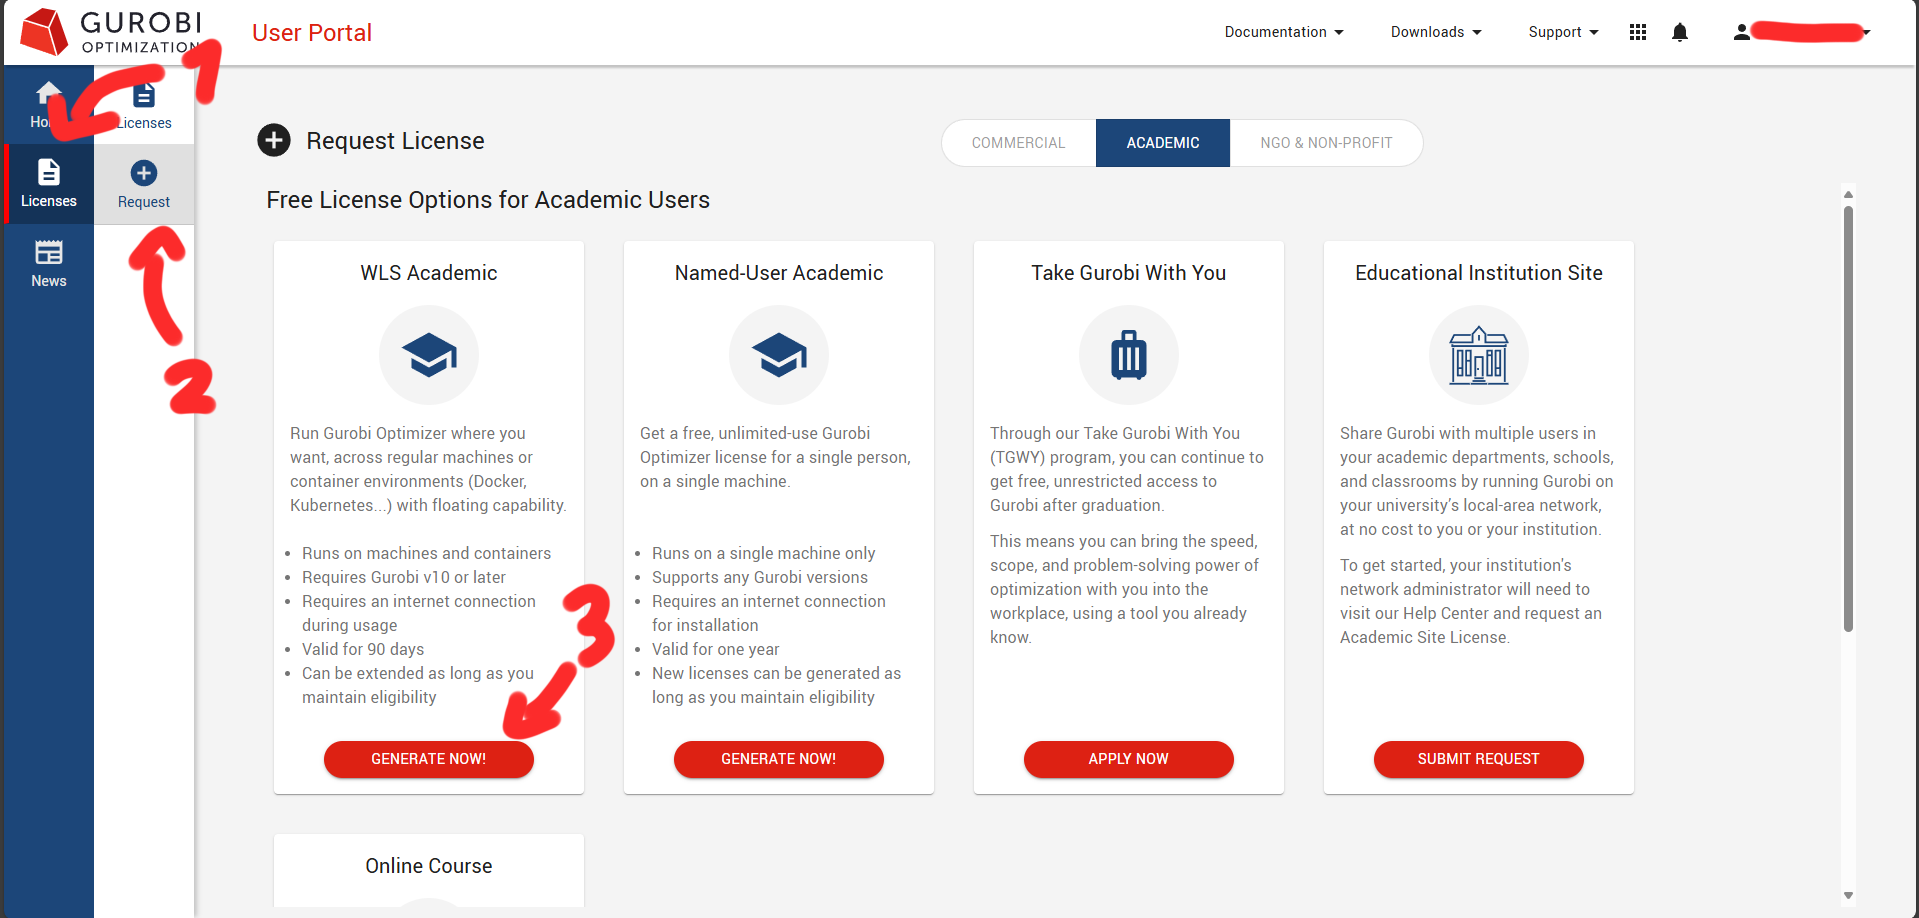 GUROBI
OPTIMIZATION
User Portal
Documentation
Downloads
Support
1
Licenses
Request License
COMMERCIAL
ACADEMIC
NGO & NON-PROFIT
Licenses
Request
News
2
Free License Options for Academic Users
WLS Academic
Run Gurobi Optimizer where you
want, across regular machines or
container environments (Docker,
Kubernetes...) with floating capability.
• Runs on machines and containers
• Requires Gurobi v10 or later
• Requires an internet connection
during usage
• Valid for 90 days
• Can be extended as long as you
maintain eligibility
3
GENERATE NOW!
Named-User Academic
Get a free, unlimited-use Gurobi
Optimizer license for a single person,
on a single machine.
• Runs on a single machine only
• Supports any Gurobi versions
• Requires an internet connection
for installation
• Valid for one year
• New licenses can be generated as
long as you maintain eligibility
GENERATE NOW!
Take Gurobi With You
Through our Take Gurobi With You
(TGWY) program, you can continue to
get free, unrestricted access to
Gurobi after graduation.
This means you can bring the speed,
scope, and problem-solving power of
optimization with you into the
workplace, using a tool you already
know.
APPLY NOW
Educational Institution Site
Share Gurobi with multiple users in
your academic departments, schools,
and classrooms by running Gurobi on
your university's local-area network,
at no cost to you or your institution.
To get started, your institution's
network administrator will need to
visit our Help Center and request an
Academic Site License.
SUBMIT REQUEST
Online Course